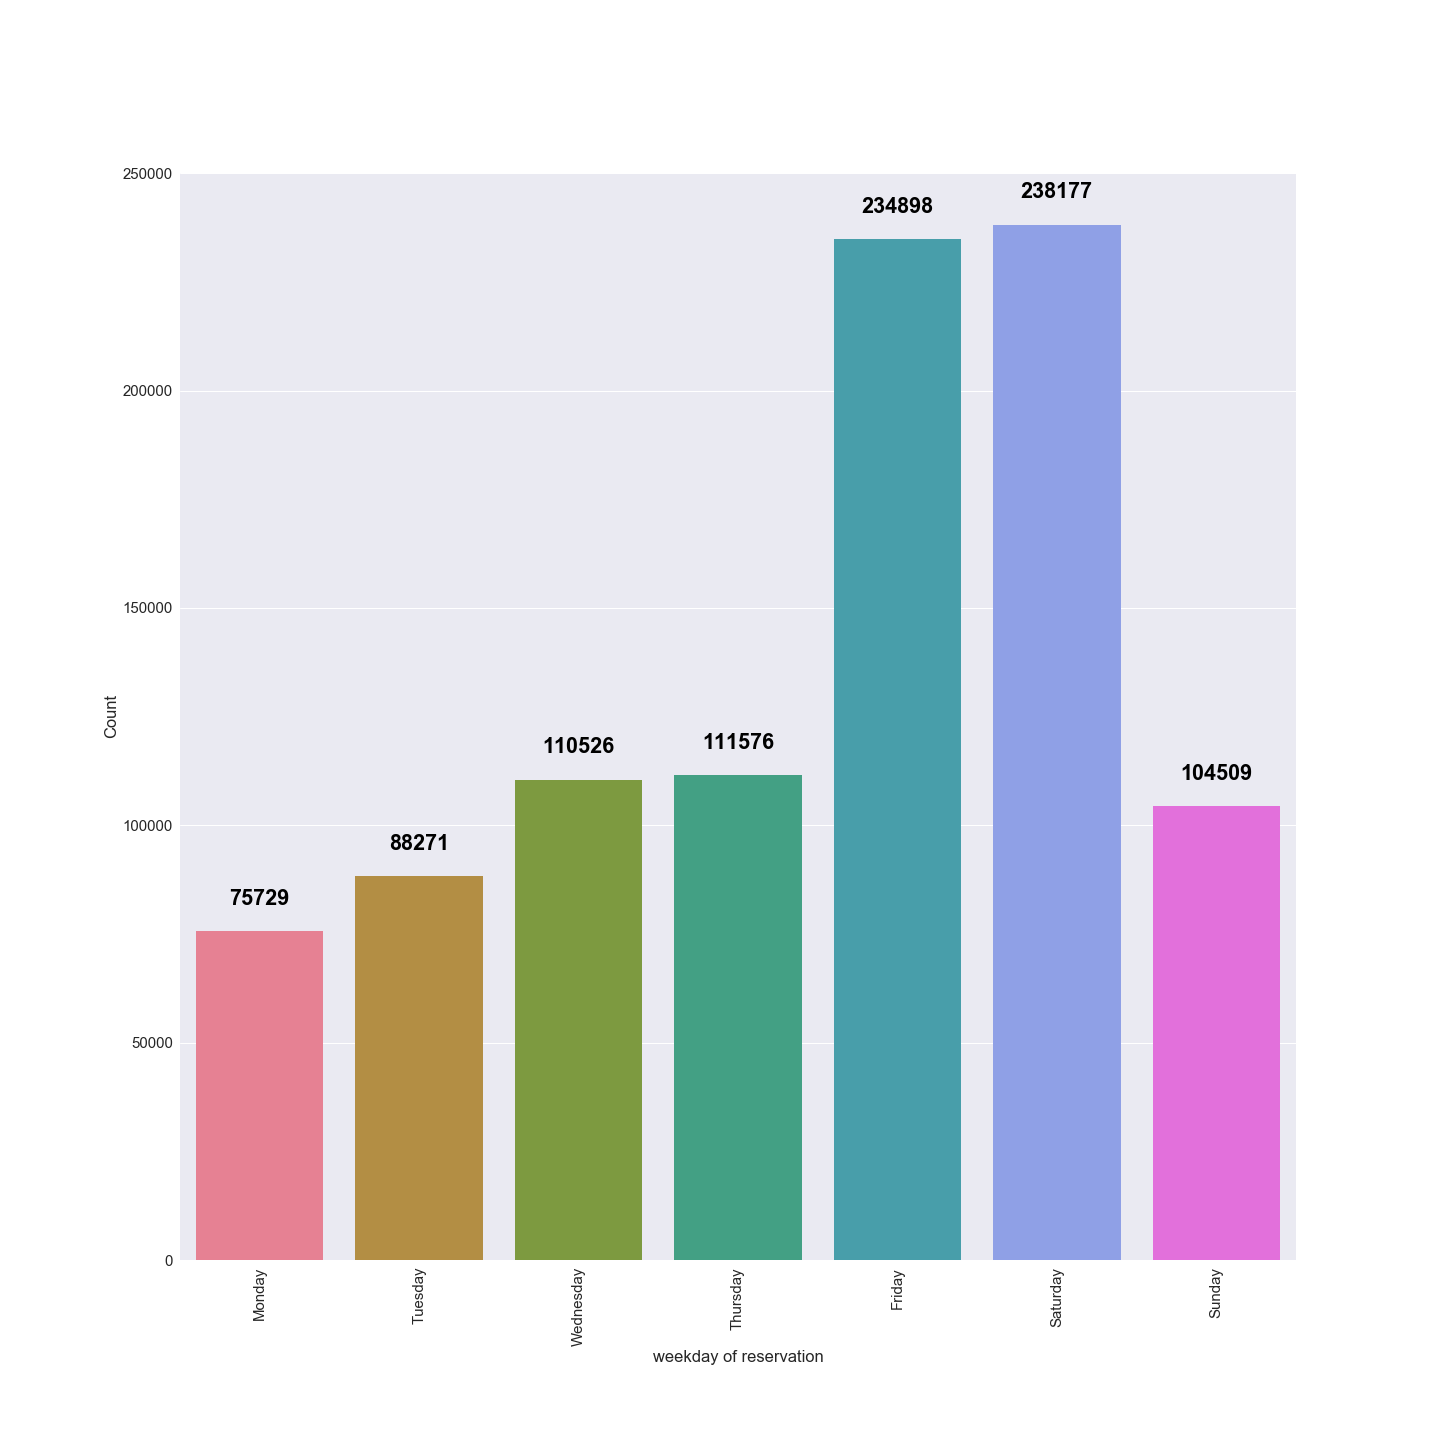 250000
200000
150000
100000
50000
0
Count
75729
88271
110526
111576
234898
238177
104509
Monday
Tuesday
Wednesday
Thursday
Friday
Saturday
Sunday
weekday of reservation